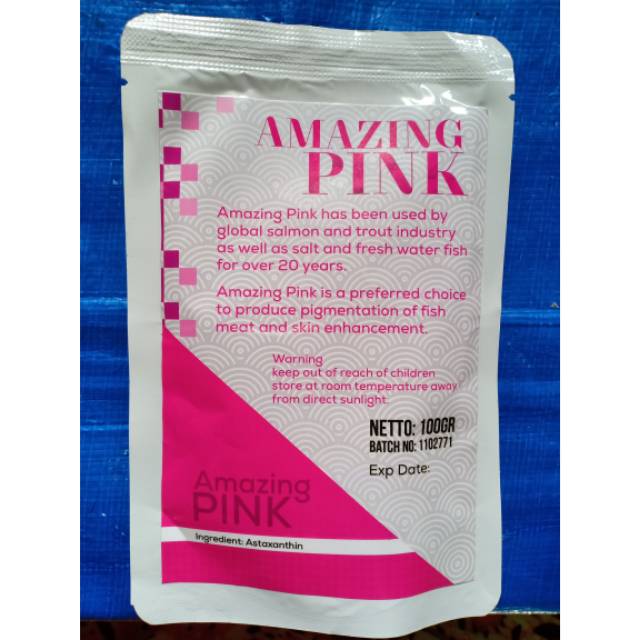 AMAZING
PINK
Amazing Pink has been used by
global salmon and trout industry
as well as salt and fresh water fish
for over 20 years.
Amazing Pink is a preferred choice
to produce pigmentation of fish
meat and skin enhancement.
Warning
keep out of reach of children
store at room temperature away
from direct sunlight.
NETTO: 100GR
BATCH NO: 1102771
Exp Date:
Amazing
PINK
Ingredient: Astaxanthin